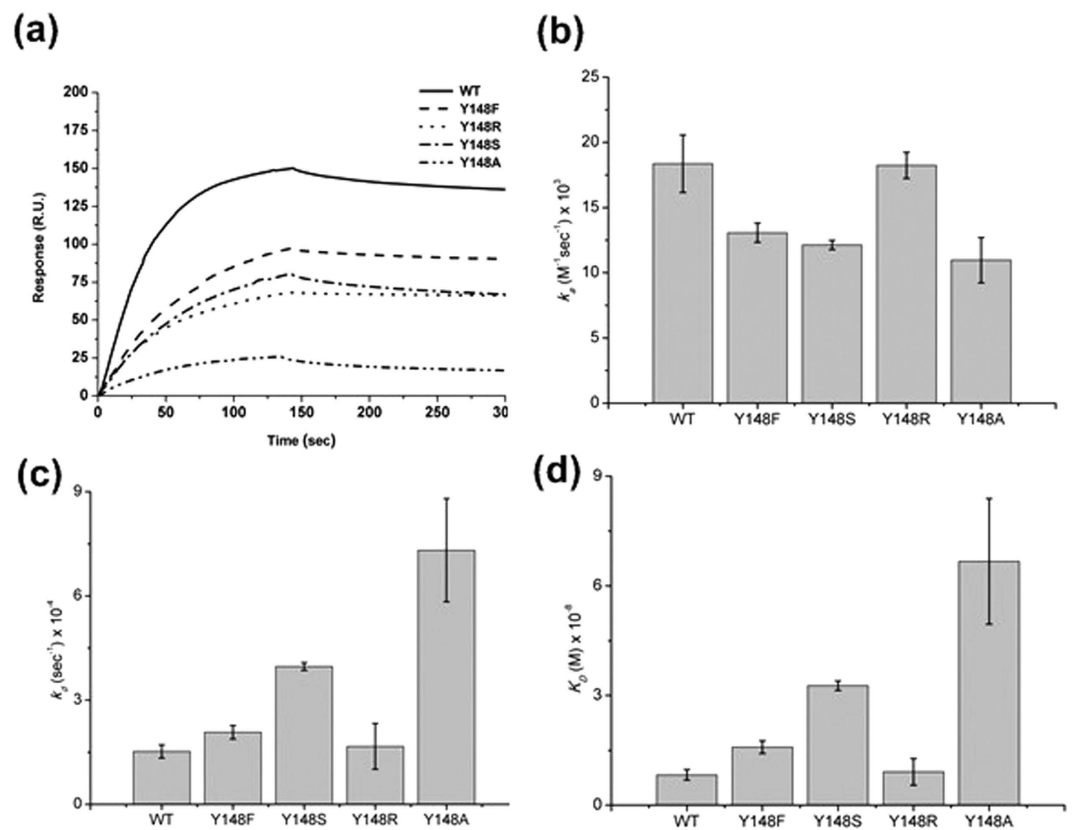 (a)
200
175
150
125
100
75
50
25
0
Response (R.U.)
0 50 100 150 200 250 300
Time (sec)
WT
Y148F
Y148R
Y148S
Y148A
(b)
25
20
15
10
5
0
kₐ (M⁻¹sec⁻¹) x 10³
WT Y148F Y148S Y148R Y148A
(c)
9
6
3
0
k_d (sec⁻¹) x 10⁻⁴
WT Y148F Y148S Y148R Y148A
(d)
9
6
3
0
K_D (M) x 10⁻⁸
WT Y148F Y148S Y148R Y148A